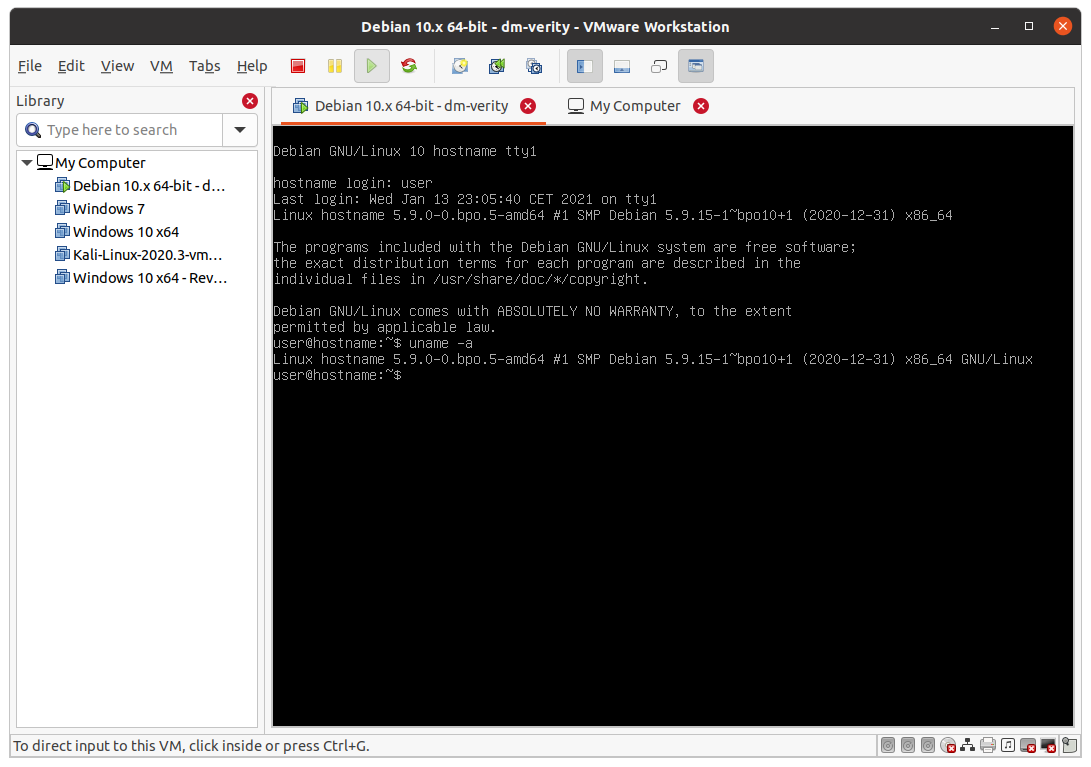 Debian 10.x 64-bit - dm-verity - VMware Workstation
File Edit View VM Tabs Help
Library
Type here to search
My Computer
Debian 10.x 64-bit - d...
Windows 7
Windows 10 x64
Kali-Linux-2020.3-vm...
Windows 10 x64 - Rev...
Debian 10.x 64-bit - dm-verity
My Computer
Debian GNU/Linux 10 hostname tty1
hostname login: user
Last login: Wed Jan 13 23:05:40 CET 2021 on tty1
Linux hostname 5.9.0-0.bpo.5-amd64 #1 SMP Debian 5.9.15-1~bpo10+1 (2020-12-31) x86_64
The programs included with the Debian GNU/Linux system are free software;
the exact distribution terms for each program are described in the
individual files in /usr/share/doc/*/copyright.
Debian GNU/Linux comes with ABSOLUTELY NO WARRANTY, to the extent
permitted by applicable law.
user@hostname:~$ uname -a
Linux hostname 5.9.0-0.bpo.5-amd64 #1 SMP Debian 5.9.15-1~bpo10+1 (2020-12-31) x86_64 GNU/Linux
user@hostname:~$
To direct input to this VM, click inside or press Ctrl+G.